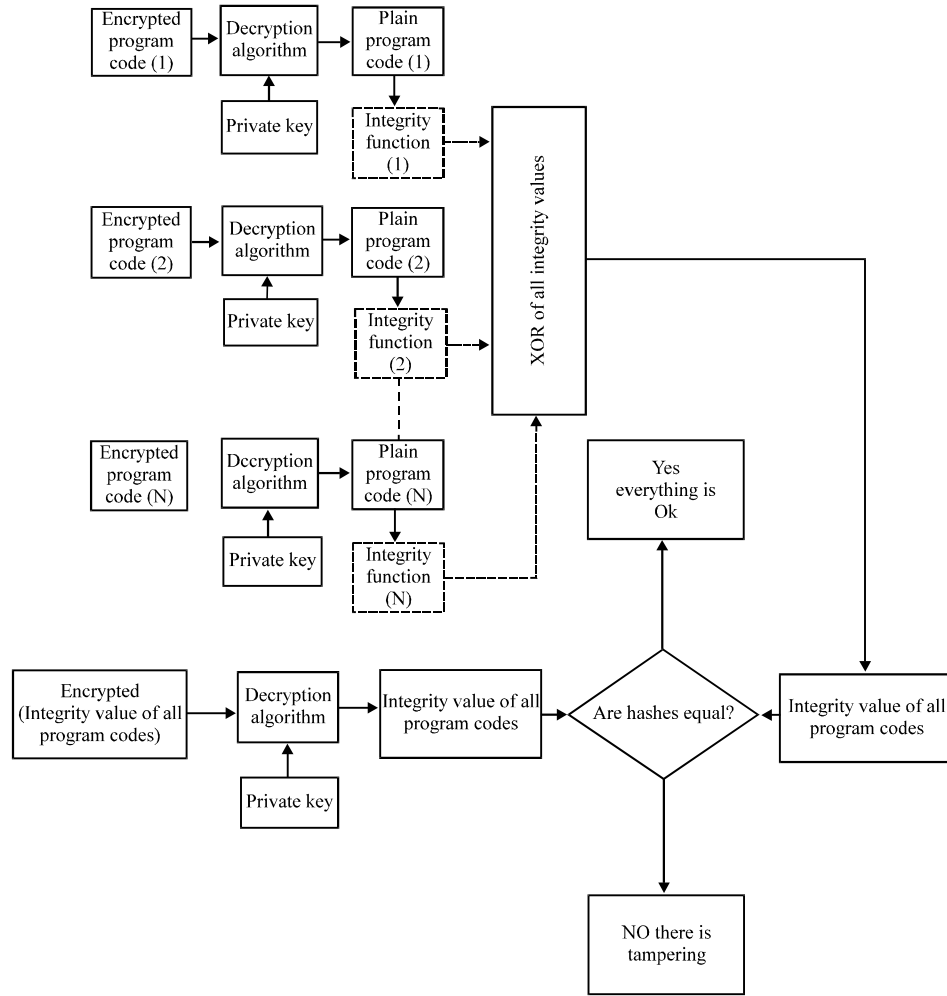 Encrypted
program
code (1)
Decryption
algorithm
Plain
program
code (1)
Private key
Integrity
function
(1)
XOR of all integrity values
Encrypted
program
code (2)
Decryption
algorithm
Plain
program
code (2)
Private key
Integrity
function
(2)
Encrypted
program
code (N)
Dccryption
algorithm
Plain
program
code (N)
Private key
Integrity
function
(N)
Yes
everything is
Ok
Encrypted
(Integrity value of all
program codes)
Decryption
algorithm
Integrity value of all
program codes
Are hashes equal?
Integrity value of all
program codes
Private key
NO there is
tampering